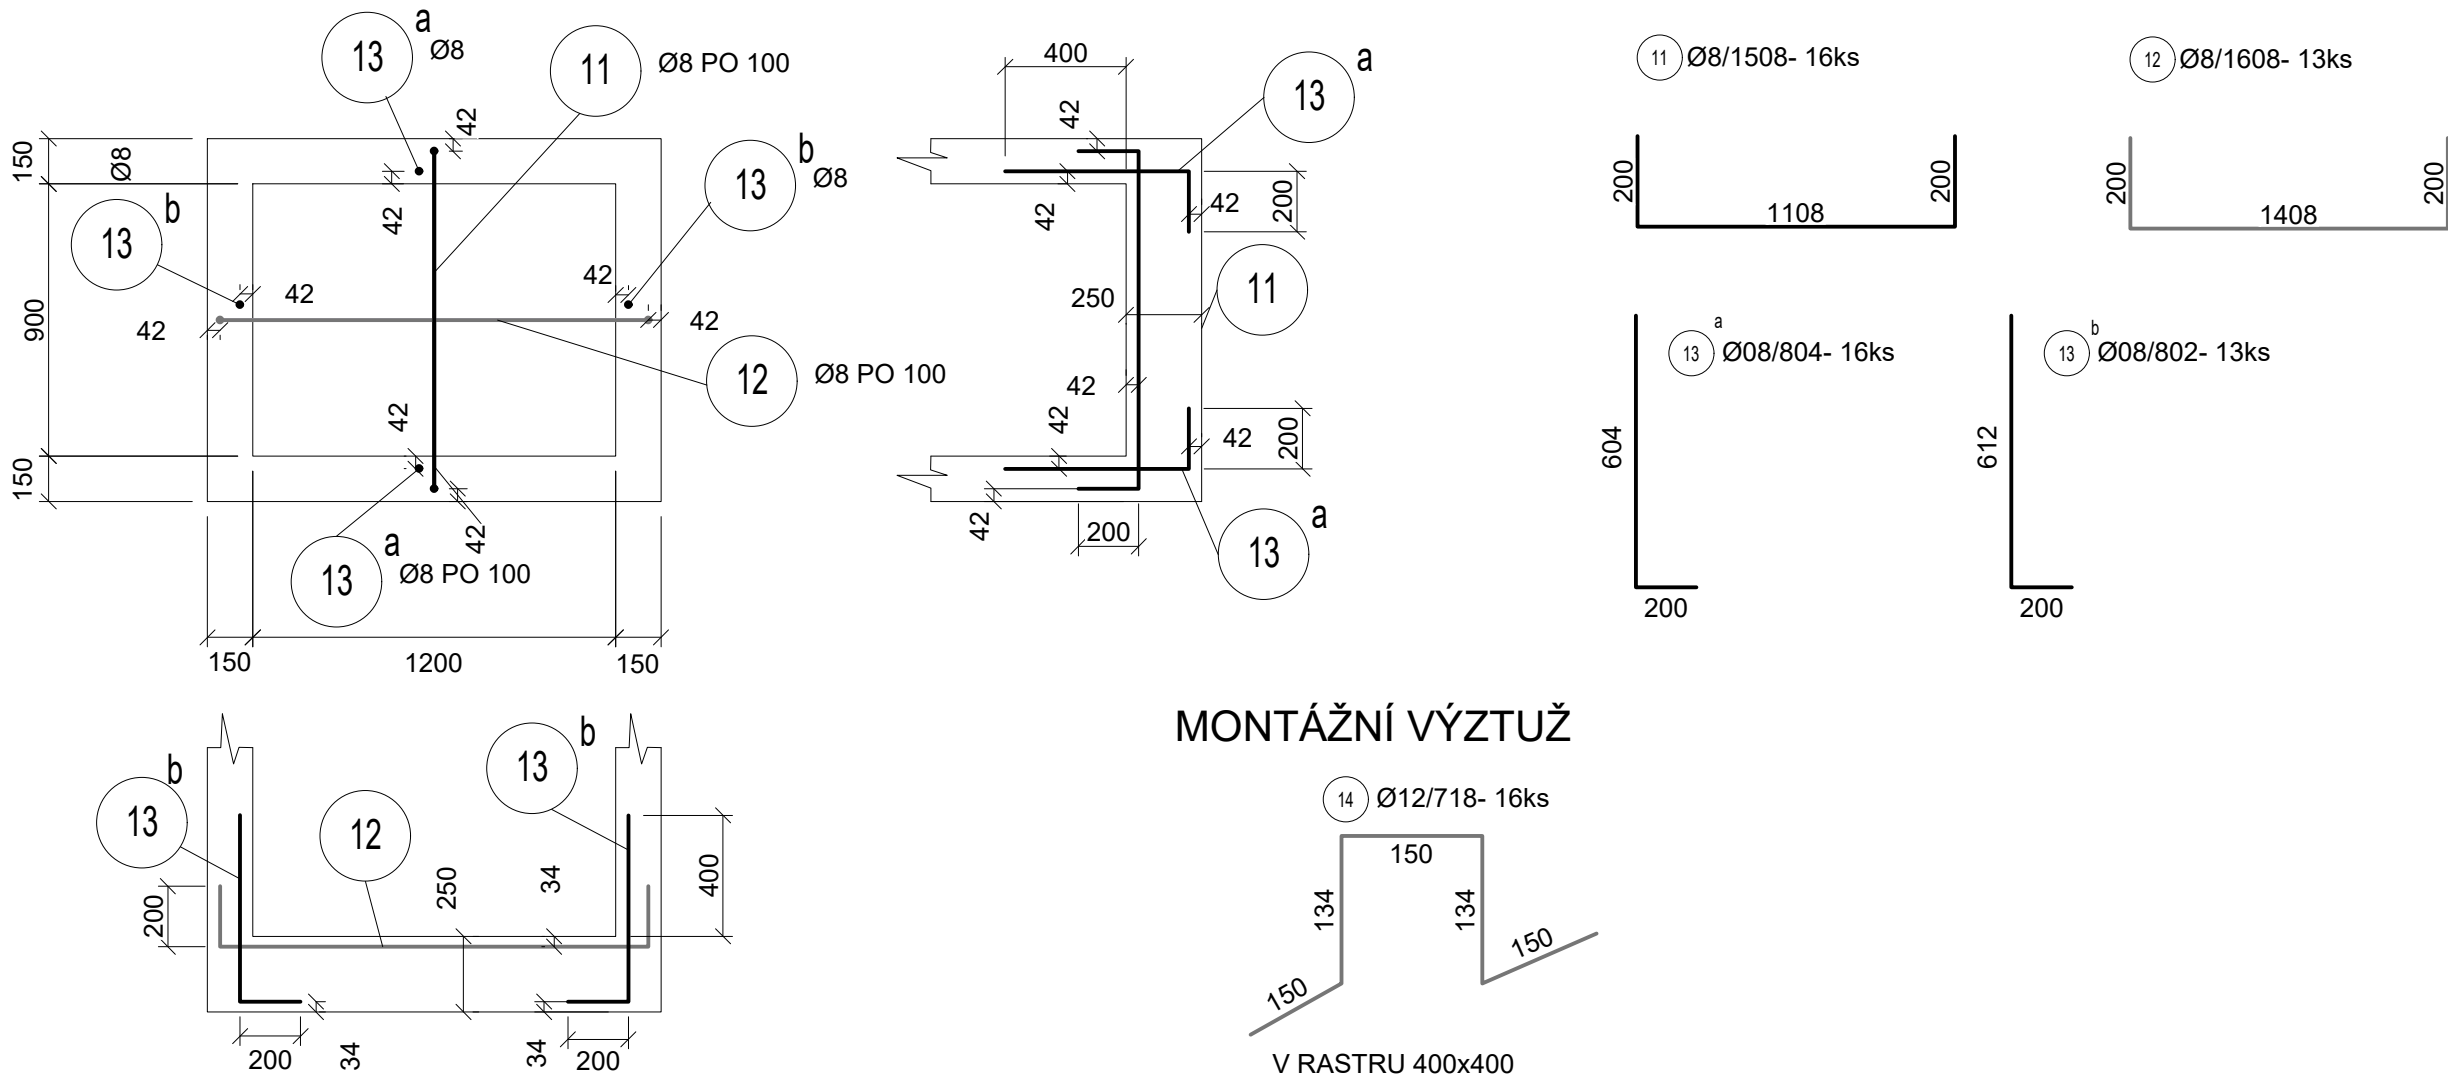 13 a Ø8
11 Ø8 PO 100
42
150
Ø8
13 b Ø8
13 b
42
42
42
900
42
42
12 Ø8 PO 100
42
42
150
13 a Ø8 PO 100
150
1200
150
400
13 a
42
42
42
200
250
11
42
42
42
200
42
200
13 a
11 Ø8/1508- 16ks
200
1108
200
12 Ø8/1608- 13ks
200
1408
200
13 a Ø08/804- 16ks
604
200
13 b Ø08/802- 13ks
612
200
13 b
12
13 b
200
250
34
400
200
34
34
200
MONTÁŽNÍ VÝZTUŽ
14 Ø12/718- 16ks
150
134
134
150
150
V RASTRU 400x400